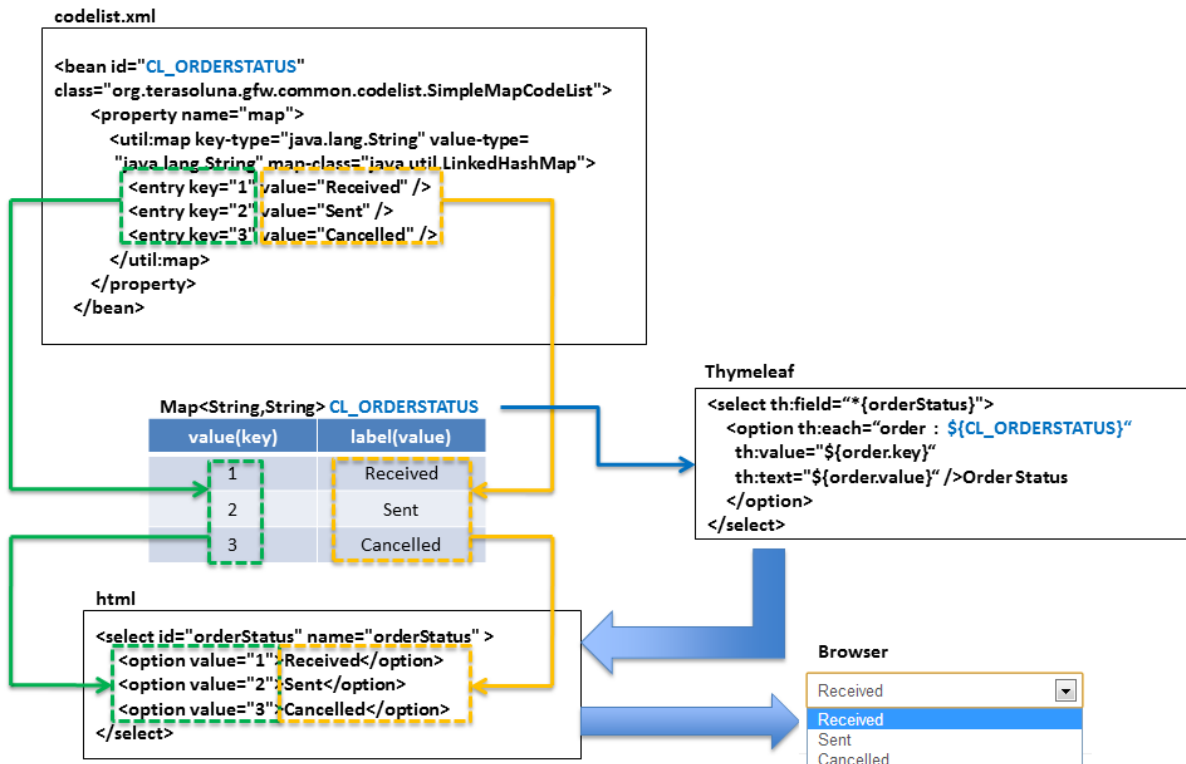 codelist.xml
<bean id="CL_ORDERSTATUS"
class="org.terasoluna.gfw.common.codelist.SimpleMapCodeList">
<property name="map">
<util:map key-type="java.lang.String" value-type=
"java.lang.String" map-class="java.util.LinkedHashMap">
<entry key="1" value="Received" />
<entry key="2" value="Sent" />
<entry key="3" value="Cancelled" />
</util:map>
</property>
</bean>
Map<String,String> CL_ORDERSTATUS
value(key) label(value)
1 Received
2 Sent
3 Cancelled
Thymeleaf
<select th:field=“*{orderStatus}">
<option th:each=“order : ${CL_ORDERSTATUS}“
th:value="${order.key}“
th:text="${order.value}“ />Order Status
</option>
</select>
html
<select id="orderStatus" name="orderStatus" >
<option value="1">Received</option>
<option value="2">Sent</option>
<option value="3">Cancelled</option>
</select>
Browser
Received
Received
Sent
Cancelled